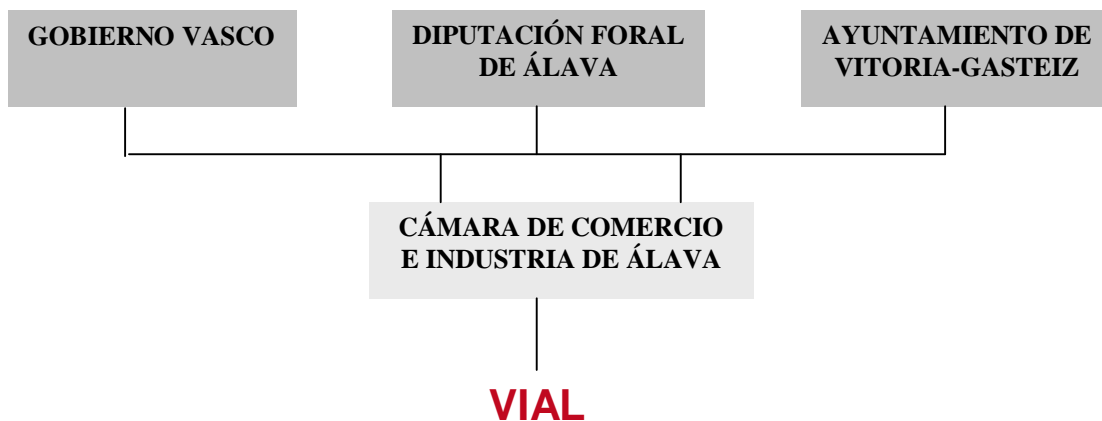 GOBIERNO VASCO
DIPUTACIÓN FORAL
DE ÁLAVA
AYUNTAMIENTO DE
VITORIA-GASTEIZ
CÁMARA DE COMERCIO
E INDUSTRIA DE ÁLAVA
VIAL